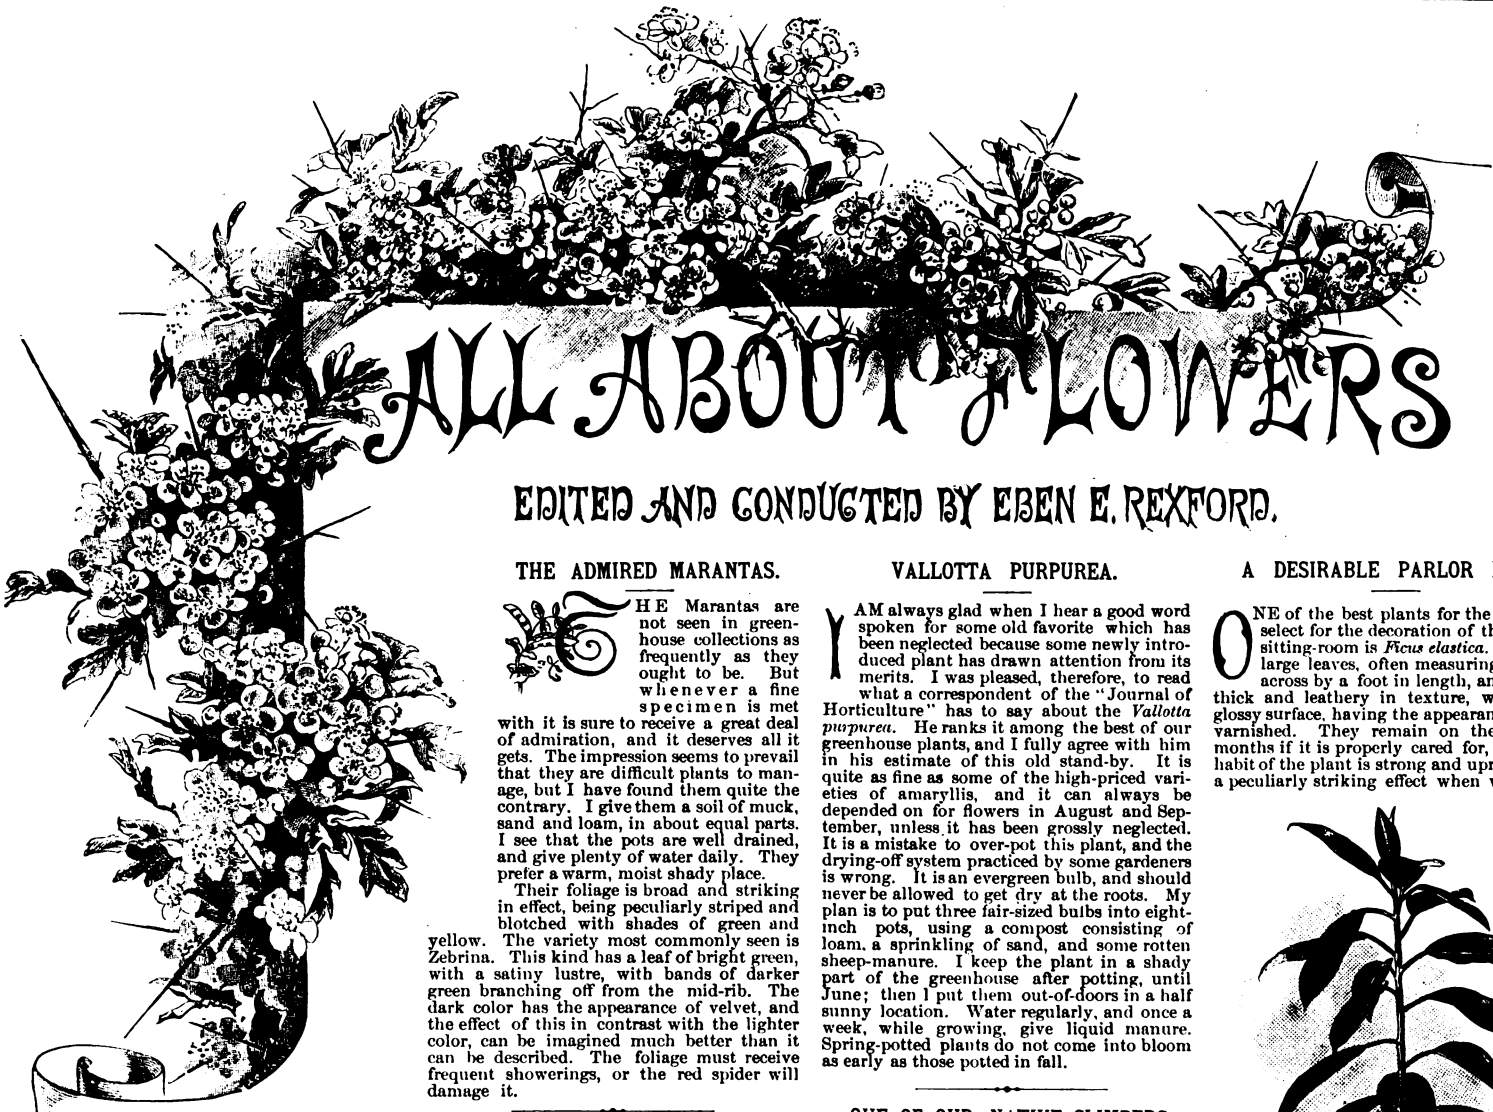 ALL ABOUT FLOWERS
EDITED AND CONDUCTED BY EBEN E. REXFORD.
THE ADMIRED MARANTAS.
THE Marantas are
not seen in green-
house collections as
frequently as they
ought to be. But
whenever a fine
specimen is met
with it is sure to receive a great deal
of admiration, and it deserves all it
gets. The impression seems to prevail
that they are difficult plants to man-
age, but I have found them quite the
contrary. I give them a soil of muck,
sand and loam, in about equal parts.
I see that the pots are well drained,
and give plenty of water daily. They
prefer a warm, moist shady place.
Their foliage is broad and striking
in effect, being peculiarly striped and
blotched with shades of green and
yellow. The variety most commonly seen is
Zebrina. This kind has a leaf of bright green,
with a satiny lustre, with bands of darker
green branching off from the mid-rib. The
dark color has the appearance of velvet, and
the effect of this in contrast with the lighter
color, can be imagined much better than it
can be described. The foliage must receive
frequent showerings, or the red spider will
damage it.
VALLOTTA PURPUREA.
I AM always glad when I hear a good word
spoken for some old favorite which has
been neglected because some newly intro-
duced plant has drawn attention from its
merits. I was pleased, therefore, to read
what a correspondent of the "Journal of
Horticulture" has to say about the Vallotta
purpurea. He ranks it among the best of our
greenhouse plants, and I fully agree with him
in his estimate of this old stand-by. It is
quite as fine as some of the high-priced vari-
eties of amaryllis, and it can always be
depended on for flowers in August and Sep-
tember, unless it has been grossly neglected.
It is a mistake to over-pot this plant, and the
drying-off system practiced by some gardeners
is wrong. It is an evergreen bulb, and should
never be allowed to get dry at the roots. My
plan is to put three fair-sized bulbs into eight-
inch pots, using a compost consisting of
loam, a sprinkling of sand, and some rotten
sheep-manure. I keep the plant in a shady
part of the greenhouse after potting, until
June; then I put them out-of-doors in a half
sunny location. Water regularly, and once a
week, while growing, give liquid manure.
Spring-potted plants do not come into bloom
as early as those potted in fall.
A DESIRABLE PARLOR
ONE of the best plants for the
select for the decoration of th
sitting-room is Ficus elastica.
large leaves, often measuring
across by a foot in length, an
thick and leathery in texture, w
glossy surface, having the appearan
varnished. They remain on the
months if it is properly cared for,
habit of the plant is strong and upr
a peculiarly striking effect when